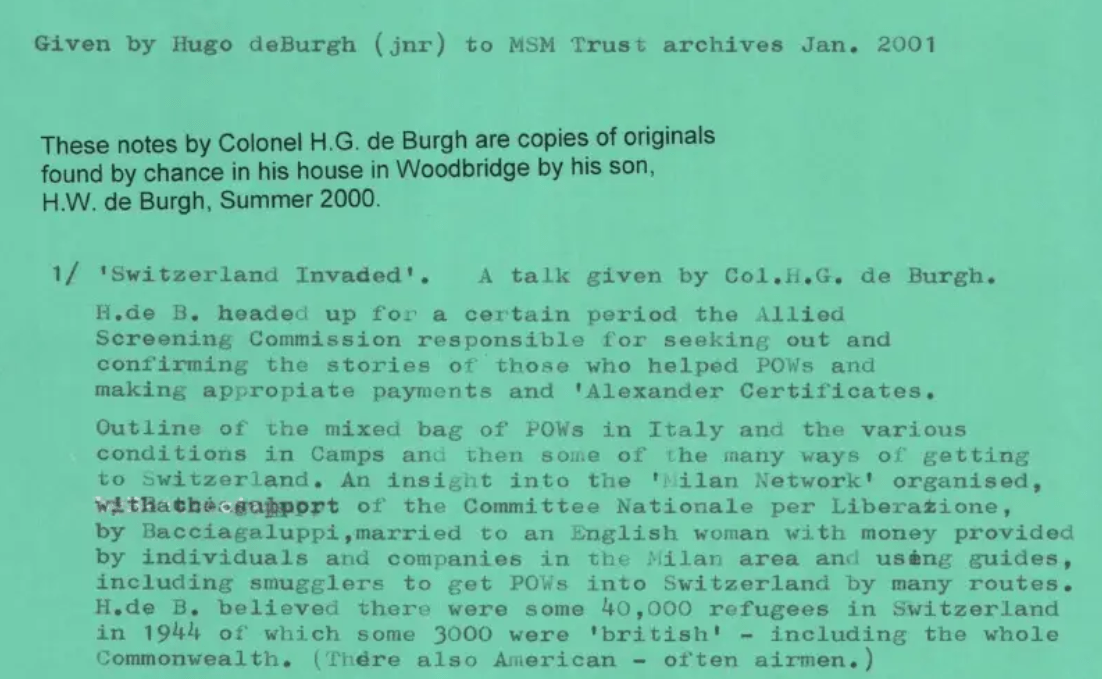 Given by Hugo deBurgh (jnr) to MSM Trust archives Jan. 2001
These notes by Colonel H.G. de Burgh are copies of originals
found by chance in his house in Woodbridge by his son,
H.W. de Burgh, Summer 2000.
1/ 'Switzerland Invaded'. A talk given by Col.H.G. de Burgh.
H.de B. headed up for a certain period the Allied
Screening Commission responsible for seeking out and
confirming the stories of those who helped POWs and
making appropiate payments and 'Alexander Certificates.
Outline of the mixed bag of POWs in Italy and the various
conditions in Camps and then some of the many ways of getting
to Switzerland. An insight into the 'Milan Network' organised,
with the support of the Committee Nationale per Liberazione,
by Bacciagaluppi,married to an English woman with money provided
by individuals and companies in the Milan area and using guides,
including smugglers to get POWs into Switzerland by many routes.
H.de B. believed there were some 40,000 refugees in Switzerland
in 1944 of which some 3000 were 'british' - including the whole
Commonwealth. (Thére also American - often airmen.)